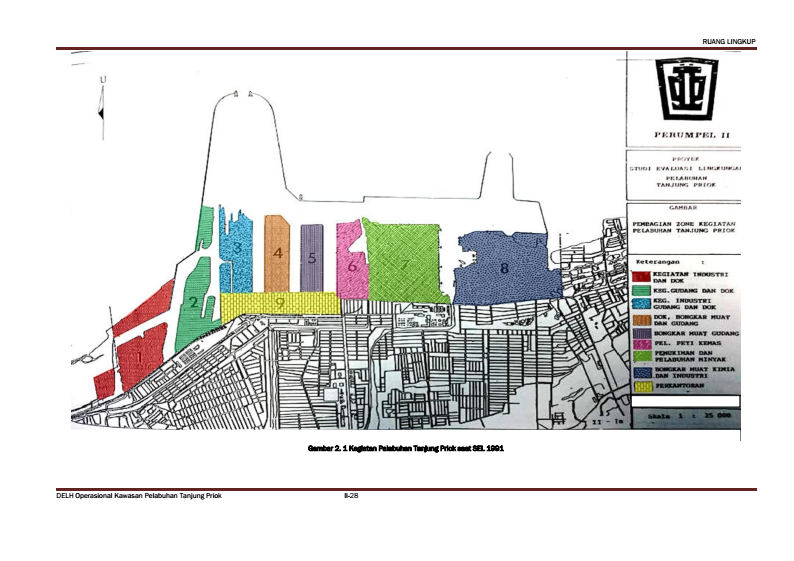 RUANG LINGKUP
U
PERUMPEL II
PROYEK
STUDI EVALUASI LINGKUNGAN
PELABUHAN
TANJUNG PRIOK
GAMBAR
PEMBAGIAN ZONE KEGIATAN
PELABUHAN TANJUNG PRIOK
Keterangan :
KEGIATAN INDUSTRI
DAN DOK
KEG. GUDANG DAN DOK
KEG. INDUSTRI
GUDANG DAN DOK
DOK, BONGKAR MUAT
DAN GUDANG
BONGKAR MUAT GUDANG
PEL. PETI KEMAS
PEMUKIMAN DAN
PELABUHAN MINYAK
BONGKAR MUAT KIMIA
DAN INDUSTRI
PERKANTORAN
Skala 1 : 25 000
1
2
3
4
5
6
7
8
9
Gambar 2. 1 Kegiatan Pelabuhan Tanjung Priok saat SEL 1991
DELH Operasional Kawasan Pelabuhan Tanjung Priok
II-28